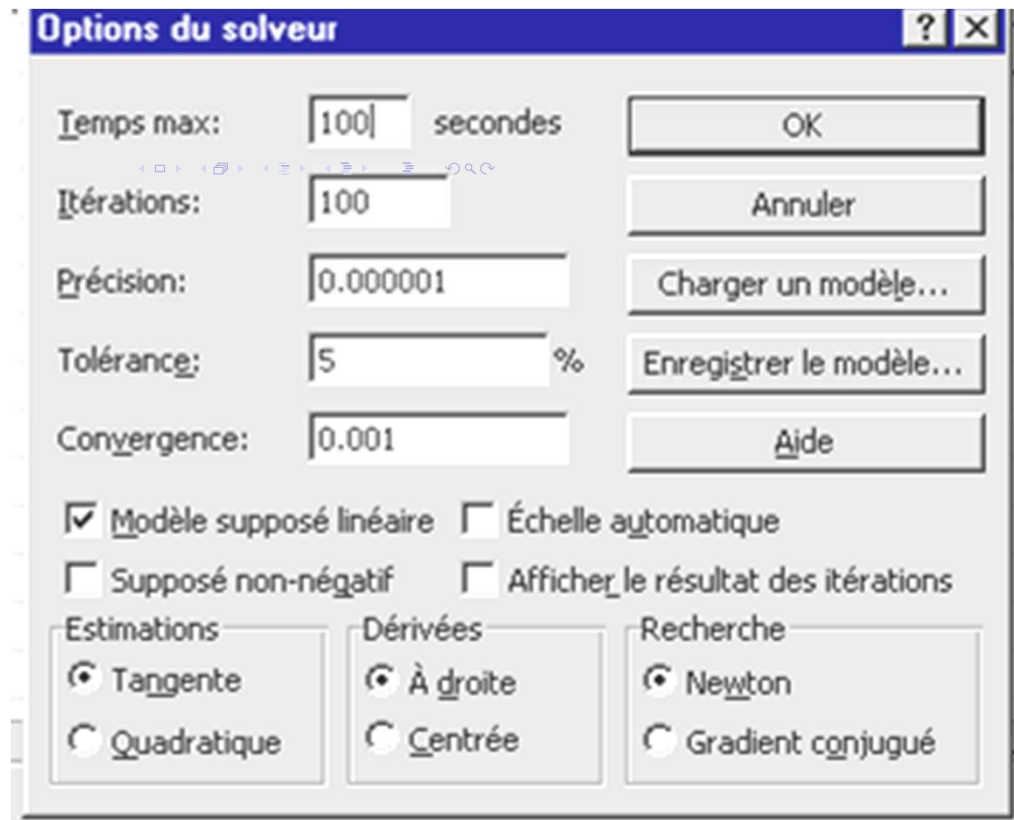 Options du solveur
Temps max: 100 secondes OK
Itérations: 100 Annuler
Précision: 0.000001 Charger un modèle...
Tolérance: 5 % Enregistrer le modèle...
Convergence: 0.001 Aide
Modèle supposé linéaire Échelle automatique
Supposé non-négatif Afficher le résultat des itérations
Estimations Dérivées Recherche
Tangente À droite Newton
Quadratique Centrée Gradient conjugué